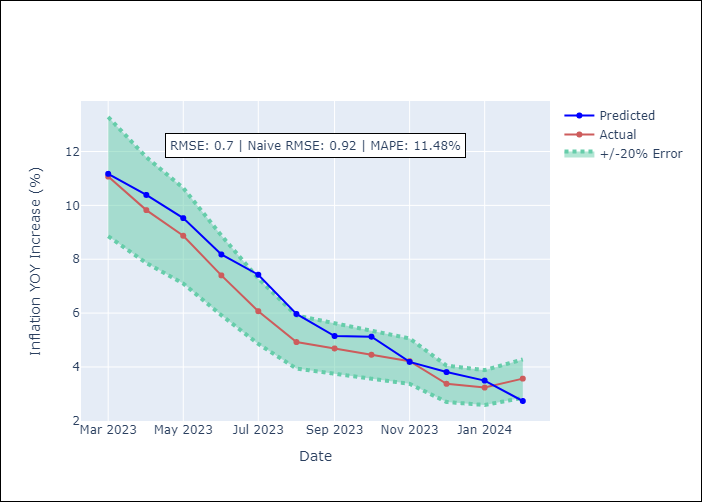 RMSE: 0.7 | Naive RMSE: 0.92 | MAPE: 11.48%
Predicted
Actual
+/-20% Error
Inflation YOY Increase (%)
12
10
8
6
4
2
Mar 2023 May 2023 Jul 2023 Sep 2023 Nov 2023 Jan 2024
Date